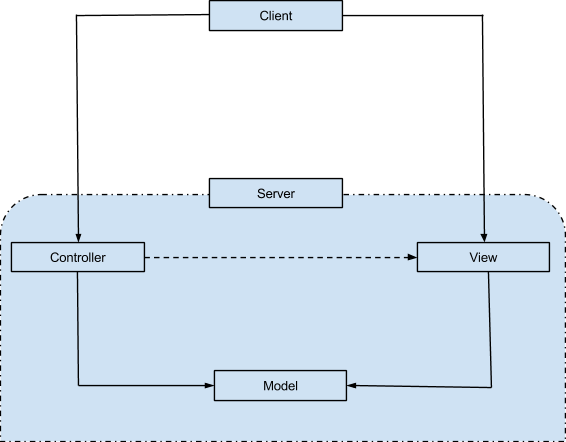 Client
Server
Controller
View
Model